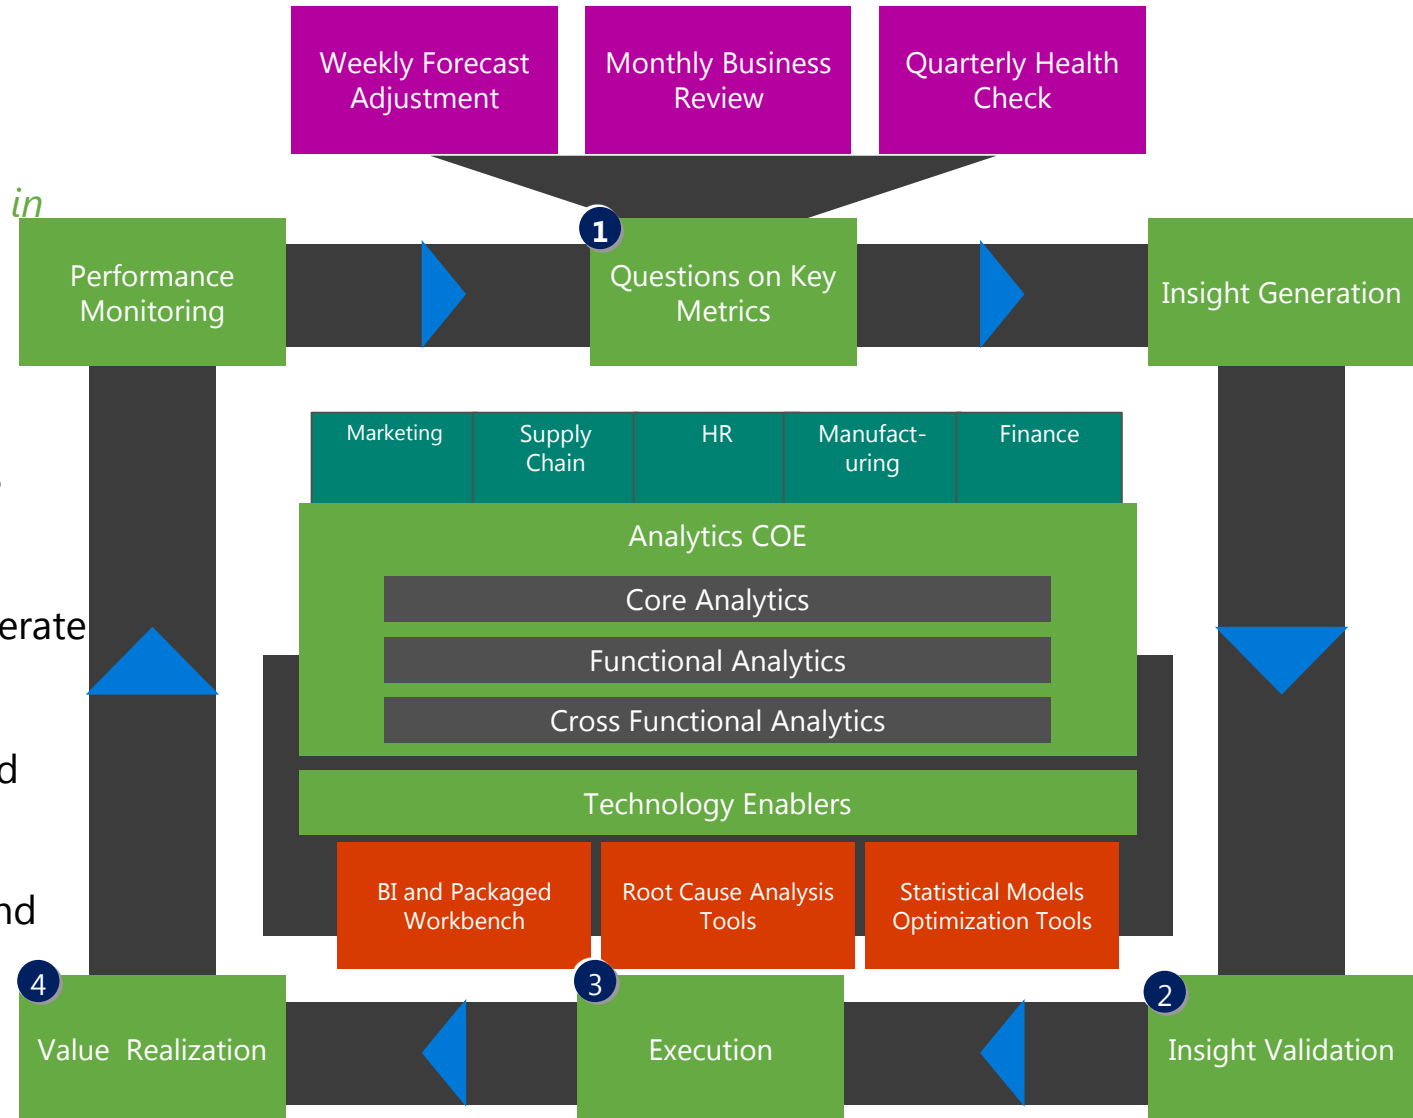 Weekly Forecast
Adjustment
Monthly Business
Review
Quarterly Health
Check
in
1
Performance
Monitoring
Questions on Key
Metrics
Insight Generation
Marketing
Supply
Chain
HR
Manufact-
uring
Finance
Analytics COE
Core Analytics
erate
Functional Analytics
Cross Functional Analytics
d
Technology Enablers
BI and Packaged
Workbench
Root Cause Analysis
Tools
Statistical Models
Optimization Tools
nd
4
3
2
Value  Realization
Execution
Insight Validation